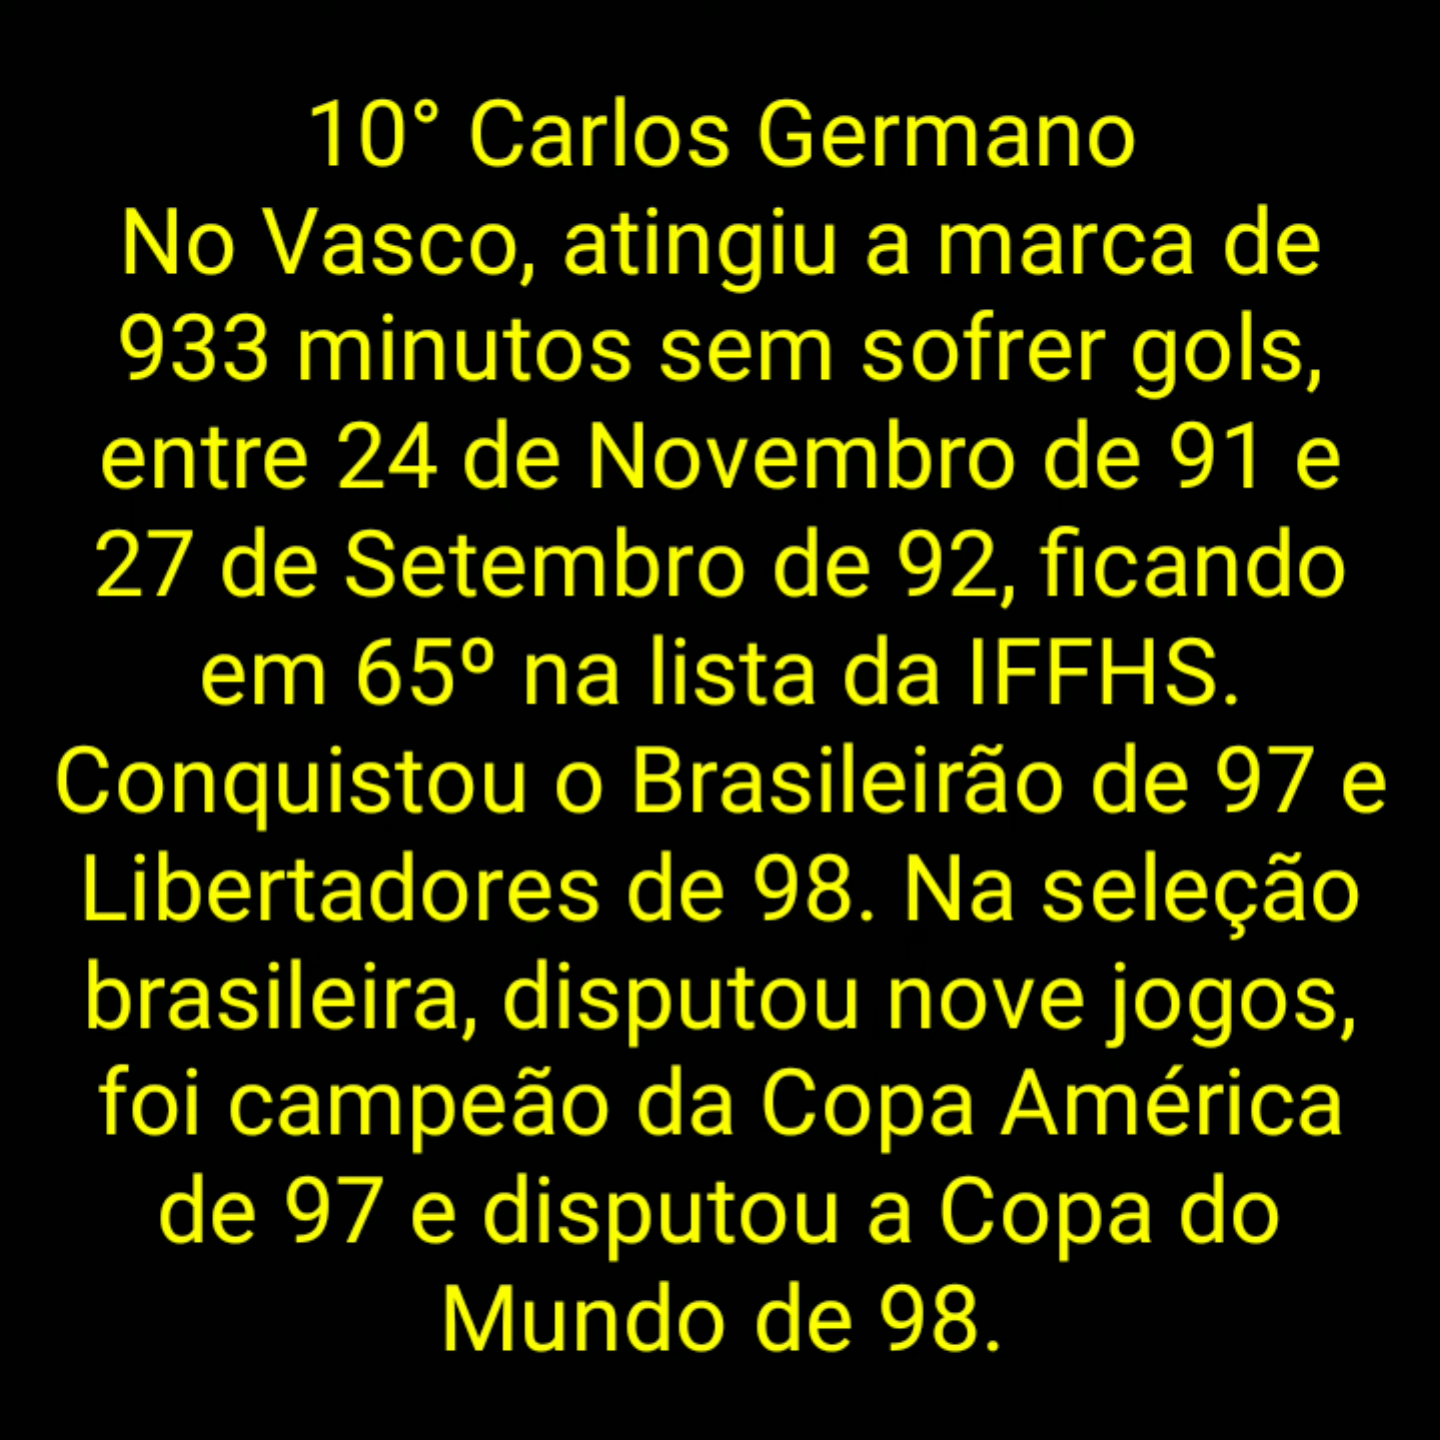 10° Carlos Germano
No Vasco, atingiu a marca de
933 minutos sem sofrer gols,
entre 24 de Novembro de 91 e
27 de Setembro de 92, ficando
em 65º na lista da IFFHS.
Conquistou o Brasileirão de 97 e
Libertadores de 98. Na seleção
brasileira, disputou nove jogos,
foi campeão da Copa América
de 97 e disputou a Copa do
Mundo de 98.